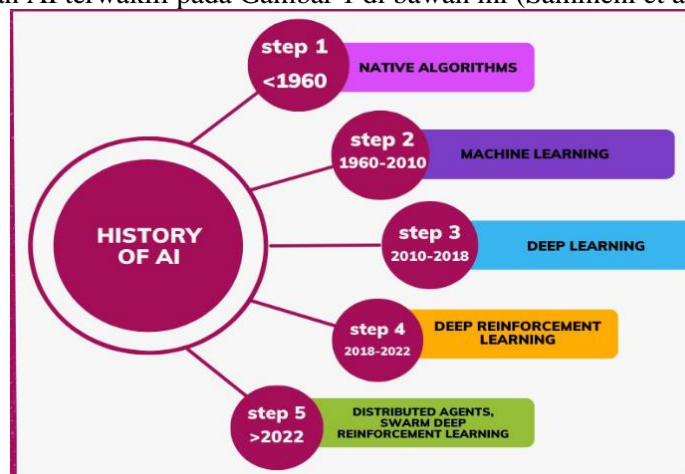 an AI terwakili pada Gambar 1 di bawah ini
step 1
<1960
NATIVE ALGORITHMS
step 2
1960-2010
MACHINE LEARNING
HISTORY
OF AI
step 3
2010-2018
DEEP LEARNING
step 4
2018-2022
DEEP REINFORCEMENT
LEARNING
step 5
>2022
DISTRIBUTED AGENTS,
SWARM DEEP
REINFORCEMENT LEARNING